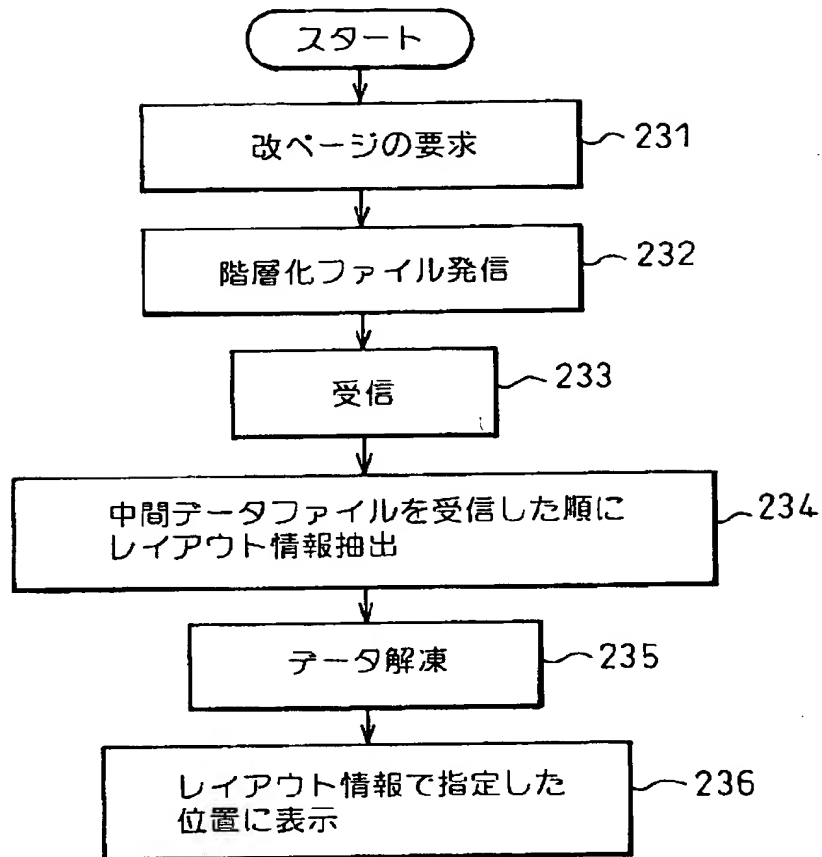 スタート
改ページの要求
231
階層化ファイル発信
232
受信
233
中間データファイルを受信した順に
レイアウト情報抽出
234
データ解凍
235
レイアウト情報で指定した
位置に表示
236